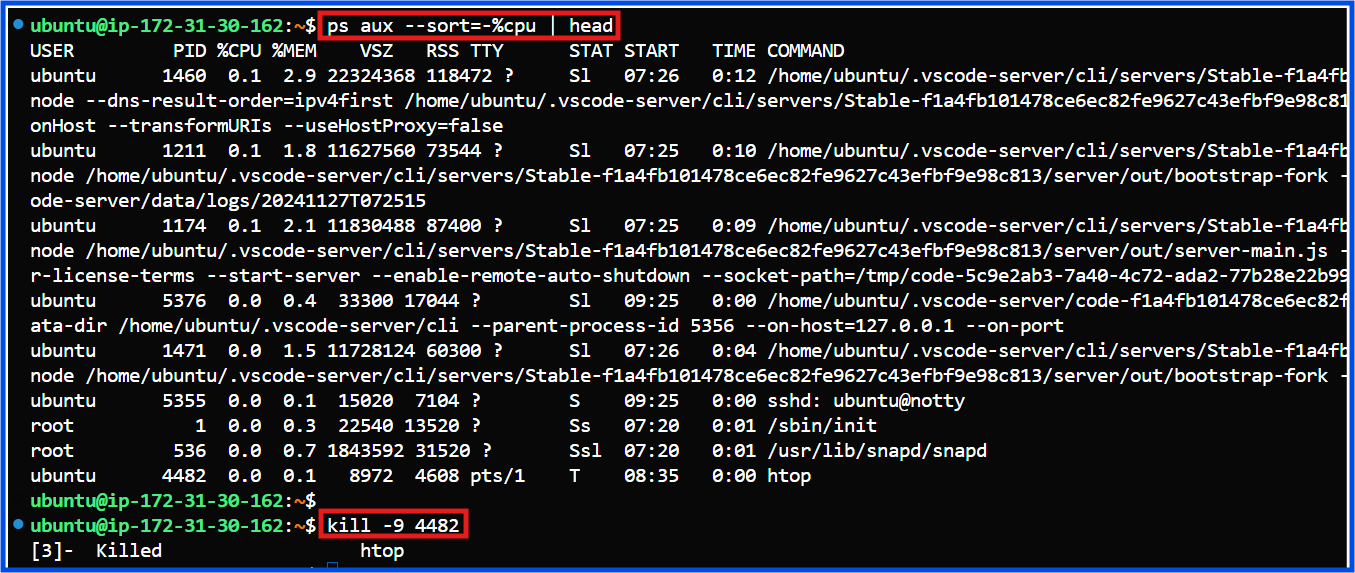 ubuntu@ip-172-31-30-162:~$ ps aux --sort=-%cpu | head
USER PID %CPU %MEM VSZ RSS TTY STAT START TIME COMMAND
ubuntu 1460 0.1 2.9 22324368 118472 ? Sl 07:26 0:12 /home/ubuntu/.vscode-server/cli/servers/Stable-f1a4fb
node --dns-result-order=ipv4first /home/ubuntu/.vscode-server/cli/servers/Stable-f1a4fb101478ce6ec82fe9627c43efbf9e98c81
onHost --transformURIs --useHostProxy=false
ubuntu 1211 0.1 1.8 11627560 73544 ? Sl 07:25 0:10 /home/ubuntu/.vscode-server/cli/servers/Stable-f1a4fb
node /home/ubuntu/.vscode-server/cli/servers/Stable-f1a4fb101478ce6ec82fe9627c43efbf9e98c813/server/out/bootstrap-fork -
ode-server/data/logs/20241127T072515
ubuntu 1174 0.1 2.1 11830488 87400 ? Sl 07:25 0:09 /home/ubuntu/.vscode-server/cli/servers/Stable-f1a4fb
node /home/ubuntu/.vscode-server/cli/servers/Stable-f1a4fb101478ce6ec82fe9627c43efbf9e98c813/server/out/server-main.js -
r-license-terms --start-server --enable-remote-auto-shutdown --socket-path=/tmp/code-5c9e2ab3-7a40-4c72-ada2-77b28e22b99
ubuntu 5376 0.0 0.4 33300 17044 ? Sl 09:25 0:00 /home/ubuntu/.vscode-server/code-f1a4fb101478ce6ec82f
ata-dir /home/ubuntu/.vscode-server/cli --parent-process-id 5356 --on-host=127.0.0.1 --on-port
ubuntu 1471 0.0 1.5 11728124 60300 ? Sl 07:26 0:04 /home/ubuntu/.vscode-server/cli/servers/Stable-f1a4fb
node /home/ubuntu/.vscode-server/cli/servers/Stable-f1a4fb101478ce6ec82fe9627c43efbf9e98c813/server/out/bootstrap-fork -
ubuntu 5355 0.0 0.1 15020 7104 ? S 09:25 0:00 sshd: ubuntu@notty
root 1 0.0 0.3 22540 13520 ? Ss 07:20 0:01 /sbin/init
root 536 0.0 0.7 1843592 31520 ? Ssl 07:20 0:01 /usr/lib/snapd/snapd
ubuntu 4482 0.0 0.1 8972 4608 pts/1 T 08:35 0:00 htop
ubuntu@ip-172-31-30-162:~$
ubuntu@ip-172-31-30-162:~$ kill -9 4482
[3]- Killed htop